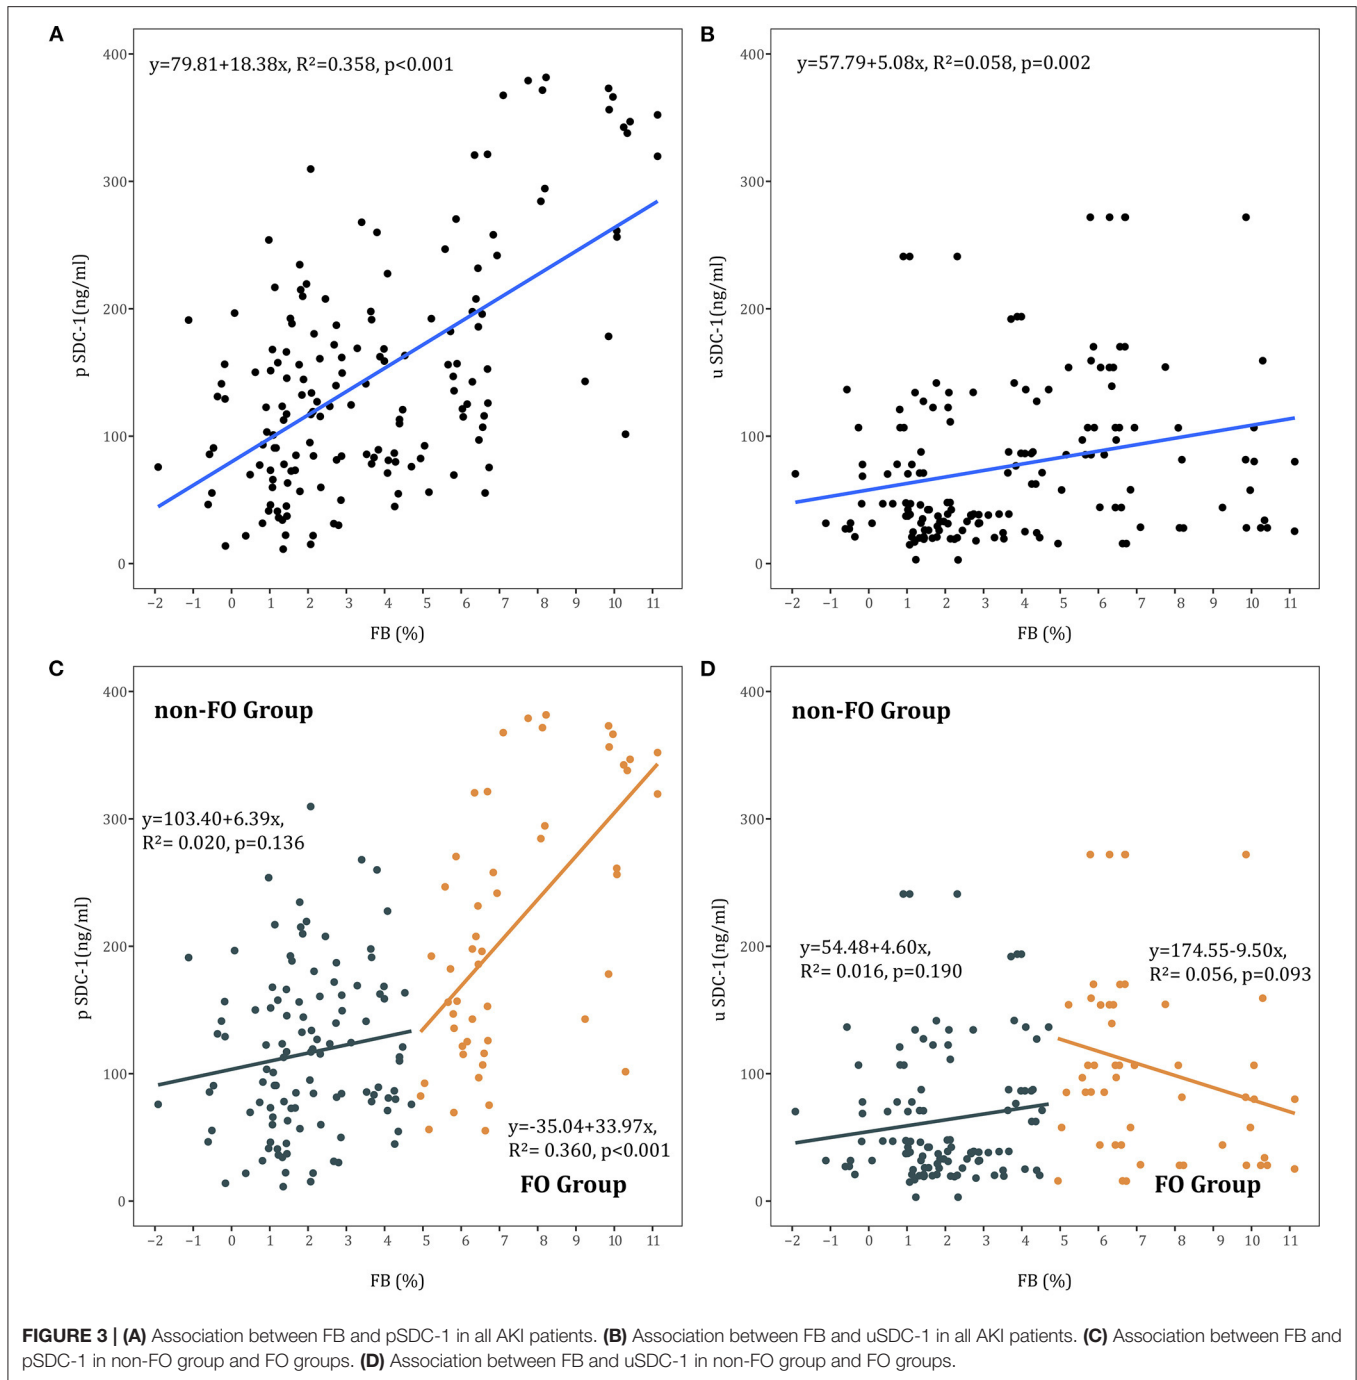 A
y=79.81+18.38x, R²=0.358, p<0.001
400
300
200
100
0
p SDC-1(ng/ml)
−2 −1 0 1 2 3 4 5 6 7 8 9 10 11
FB (%)
B
y=57.79+5.08x, R²=0.058, p=0.002
400
300
200
100
0
u SDC-1(ng/ml)
−2 −1 0 1 2 3 4 5 6 7 8 9 10 11
FB (%)
C
non-FO Group
y=103.40+6.39x,
R²= 0.020, p=0.136
400
300
200
100
0
p SDC-1(ng/ml)
y=-35.04+33.97x,
R²= 0.360, p<0.001
FO Group
−2 −1 0 1 2 3 4 5 6 7 8 9 10 11
FB (%)
D
non-FO Group
y=54.48+4.60x,
R²= 0.016, p=0.190
y=174.55-9.50x,
R²= 0.056, p=0.093
400
300
200
100
0
u SDC-1(ng/ml)
FO Group
−2 −1 0 1 2 3 4 5 6 7 8 9 10 11
FB (%)
FIGURE 3 | (A) Association between FB and pSDC-1 in all AKI patients. (B) Association between FB and uSDC-1 in all AKI patients. (C) Association between FB and
pSDC-1 in non-FO group and FO groups. (D) Association between FB and uSDC-1 in non-FO group and FO groups.